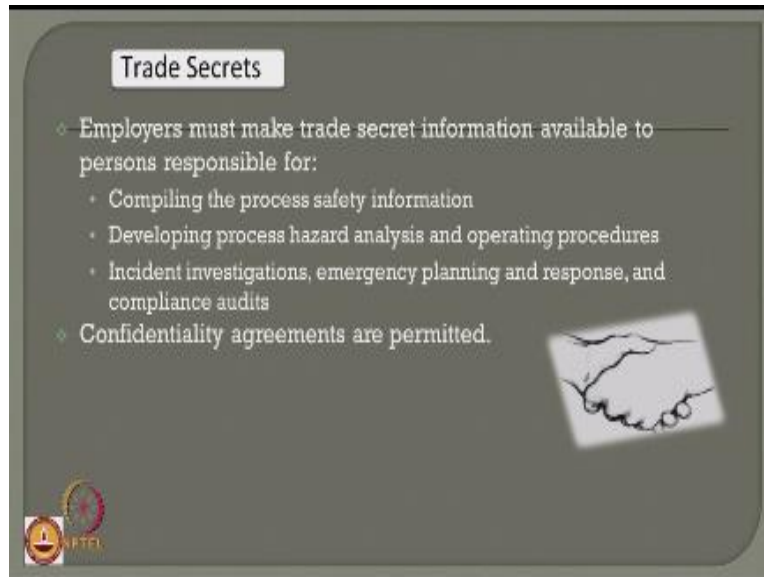 Trade Secrets
Employers must make trade secret information available to
persons responsible for:
Compiling the process safety information
Developing process hazard analysis and operating procedures
Incident investigations, emergency planning and response, and
compliance audits
Confidentiality agreements are permitted.
NPTEL